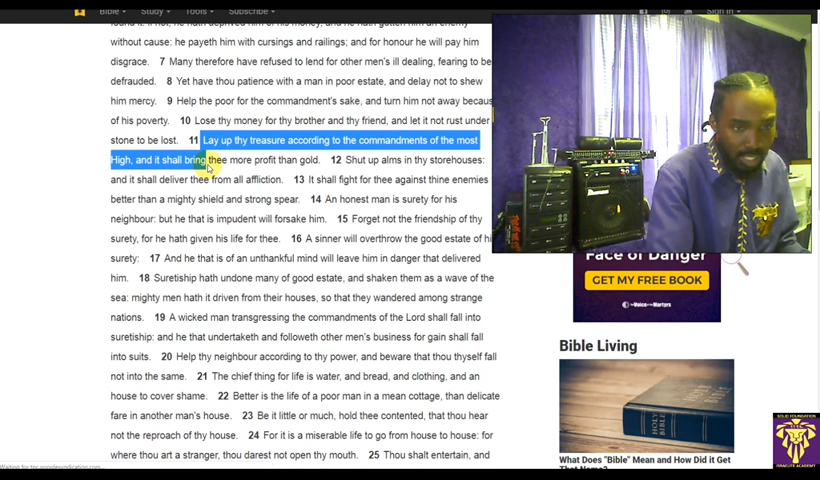 Bible Study Tools Subscribe Sign in
found it. If not, he hath deprived him of his money, and he hath gotten him an enemy
without cause: he payeth him with cursings and railings; and for honour he will pay him
disgrace. 7 Many therefore have refused to lend for other men's ill dealing, fearing to be
defrauded. 8 Yet have thou patience with a man in poor estate, and delay not to shew
him mercy. 9 Help the poor for the commandment's sake, and turn him not away becaus
of his poverty. 10 Lose thy money for thy brother and thy friend, and let it not rust under
stone to be lost. 11 Lay up thy treasure according to the commandments of the most
High, and it shall bring thee more profit than gold. 12 Shut up alms in thy storehouses:
and it shall deliver thee from all affliction. 13 It shall fight for thee against thine enemies
better than a mighty shield and strong spear. 14 An honest man is surety for his
neighbour: but he that is impudent will forsake him. 15 Forget not the friendship of thy
surety, for he hath given his life for thee. 16 A sinner will overthrow the good estate of hi
surety: 17 And he that is of an unthankful mind will leave him in danger that delivered
him. 18 Suretiship hath undone many of good estate, and shaken them as a wave of the
sea: mighty men hath it driven from their houses, so that they wandered among strange
nations. 19 A wicked man transgressing the commandments of the Lord shall fall into
suretiship: and he that undertaketh and followeth other men's business for gain shall fall
into suits. 20 Help thy neighbour according to thy power, and beware that thou thyself fall
not into the same. 21 The chief thing for life is water, and bread, and clothing, and an
house to cover shame. 22 Better is the life of a poor man in a mean cottage, than delicate
fare in another man's house. 23 Be it little or much, hold thee contented, that thou hear
not the reproach of thy house. 24 For it is a miserable life to go from house to house: for
where thou art a stranger, thou darest not open thy mouth. 25 Thou shalt entertain, and
Face of Danger
GET MY FREE BOOK
The Voice of the Martyrs
Bible Living
HOLY
BIBLE
What Does "Bible" Mean and How Did it Get
That Name?
SOLID FOUNDATION
ISRAELITE ACADEMY